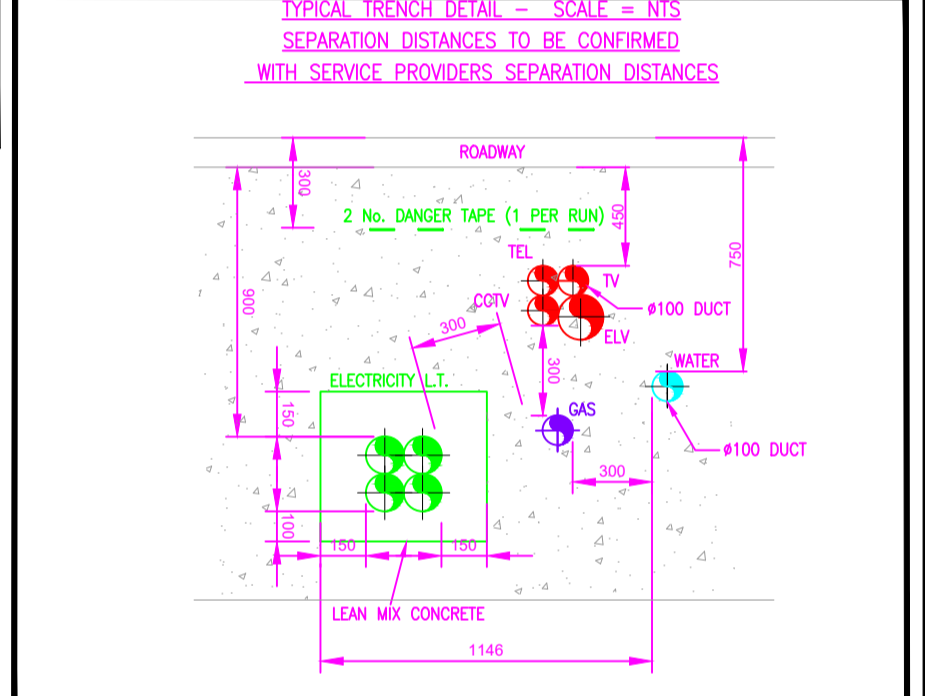 TYPICAL TRENCH DETAIL - SCALE = NTS
SEPARATION DISTANCES TO BE CONFIRMED
WITH SERVICE PROVIDERS SEPARATION DISTANCES
ROADWAY
300
2 No. DANGER TAPE (1 PER RUN)
450
TEL
TV
750
900
CCTV
ø100 DUCT
300
ELV
300
WATER
ELECTRICITY L.T.
150
GAS
ø100 DUCT
300
100
150
150
LEAN MIX CONCRETE
1146